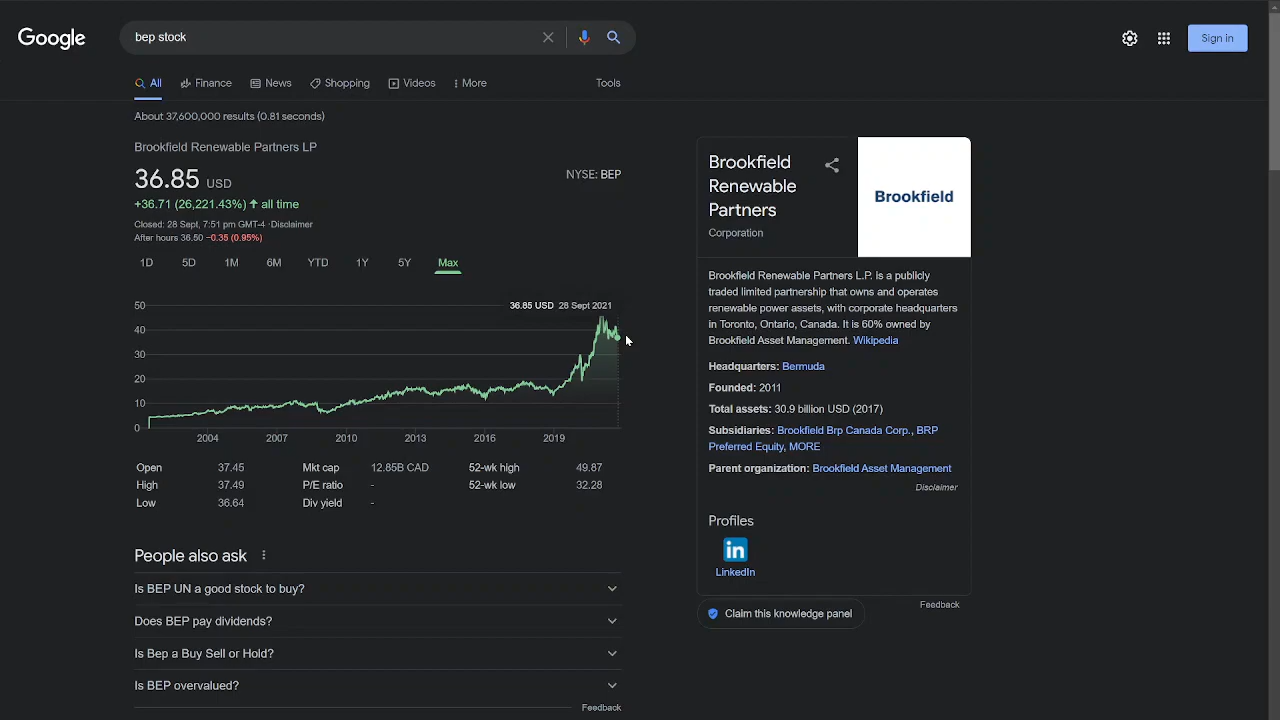 Google
bep stock
Sign in
All
Finance
News
Shopping
Videos
More
Tools
About 37,600,000 results (0.81 seconds)
Brookfield Renewable Partners LP
36.85 USD
NYSE: BEP
+36.71 (26,221.43%) ↑ all time
Closed: 28 Sept, 7:51 pm GMT-4 · Disclaimer
After hours 36.50 −0.35 (0.95%)
1D 5D 1M 6M YTD 1Y 5Y Max
36.85 USD 28 Sept 2021
50
40
30
20
10
0
2004 2007 2010 2013 2016 2019
Open 37.45 Mkt cap 12.85B CAD 52-wk high 49.87
High 37.49 P/E ratio - 52-wk low 32.28
Low 36.64 Div yield -
People also ask
Is BEP UN a good stock to buy?
Does BEP pay dividends?
Is Bep a Buy Sell or Hold?
Is BEP overvalued?
Feedback
Brookfield
Renewable
Partners
Corporation
Brookfield
Brookfield Renewable Partners L.P. is a publicly
traded limited partnership that owns and operates
renewable power assets, with corporate headquarters
in Toronto, Ontario, Canada. It is 60% owned by
Brookfield Asset Management. Wikipedia
Headquarters: Bermuda
Founded: 2011
Total assets: 30.9 billion USD (2017)
Subsidiaries: Brookfield Brp Canada Corp., BRP
Preferred Equity, MORE
Parent organization: Brookfield Asset Management
Disclaimer
Profiles
in
LinkedIn
Feedback
Claim this knowledge panel